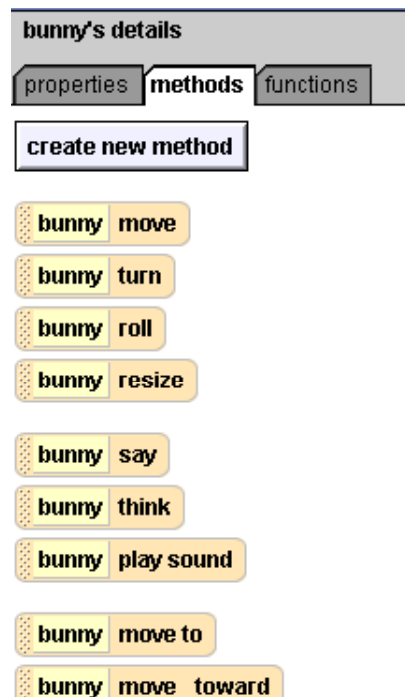 bunny's details
properties methods functions
create new method
bunny move
bunny turn
bunny roll
bunny resize
bunny say
bunny think
bunny play sound
bunny move to
bunny move toward